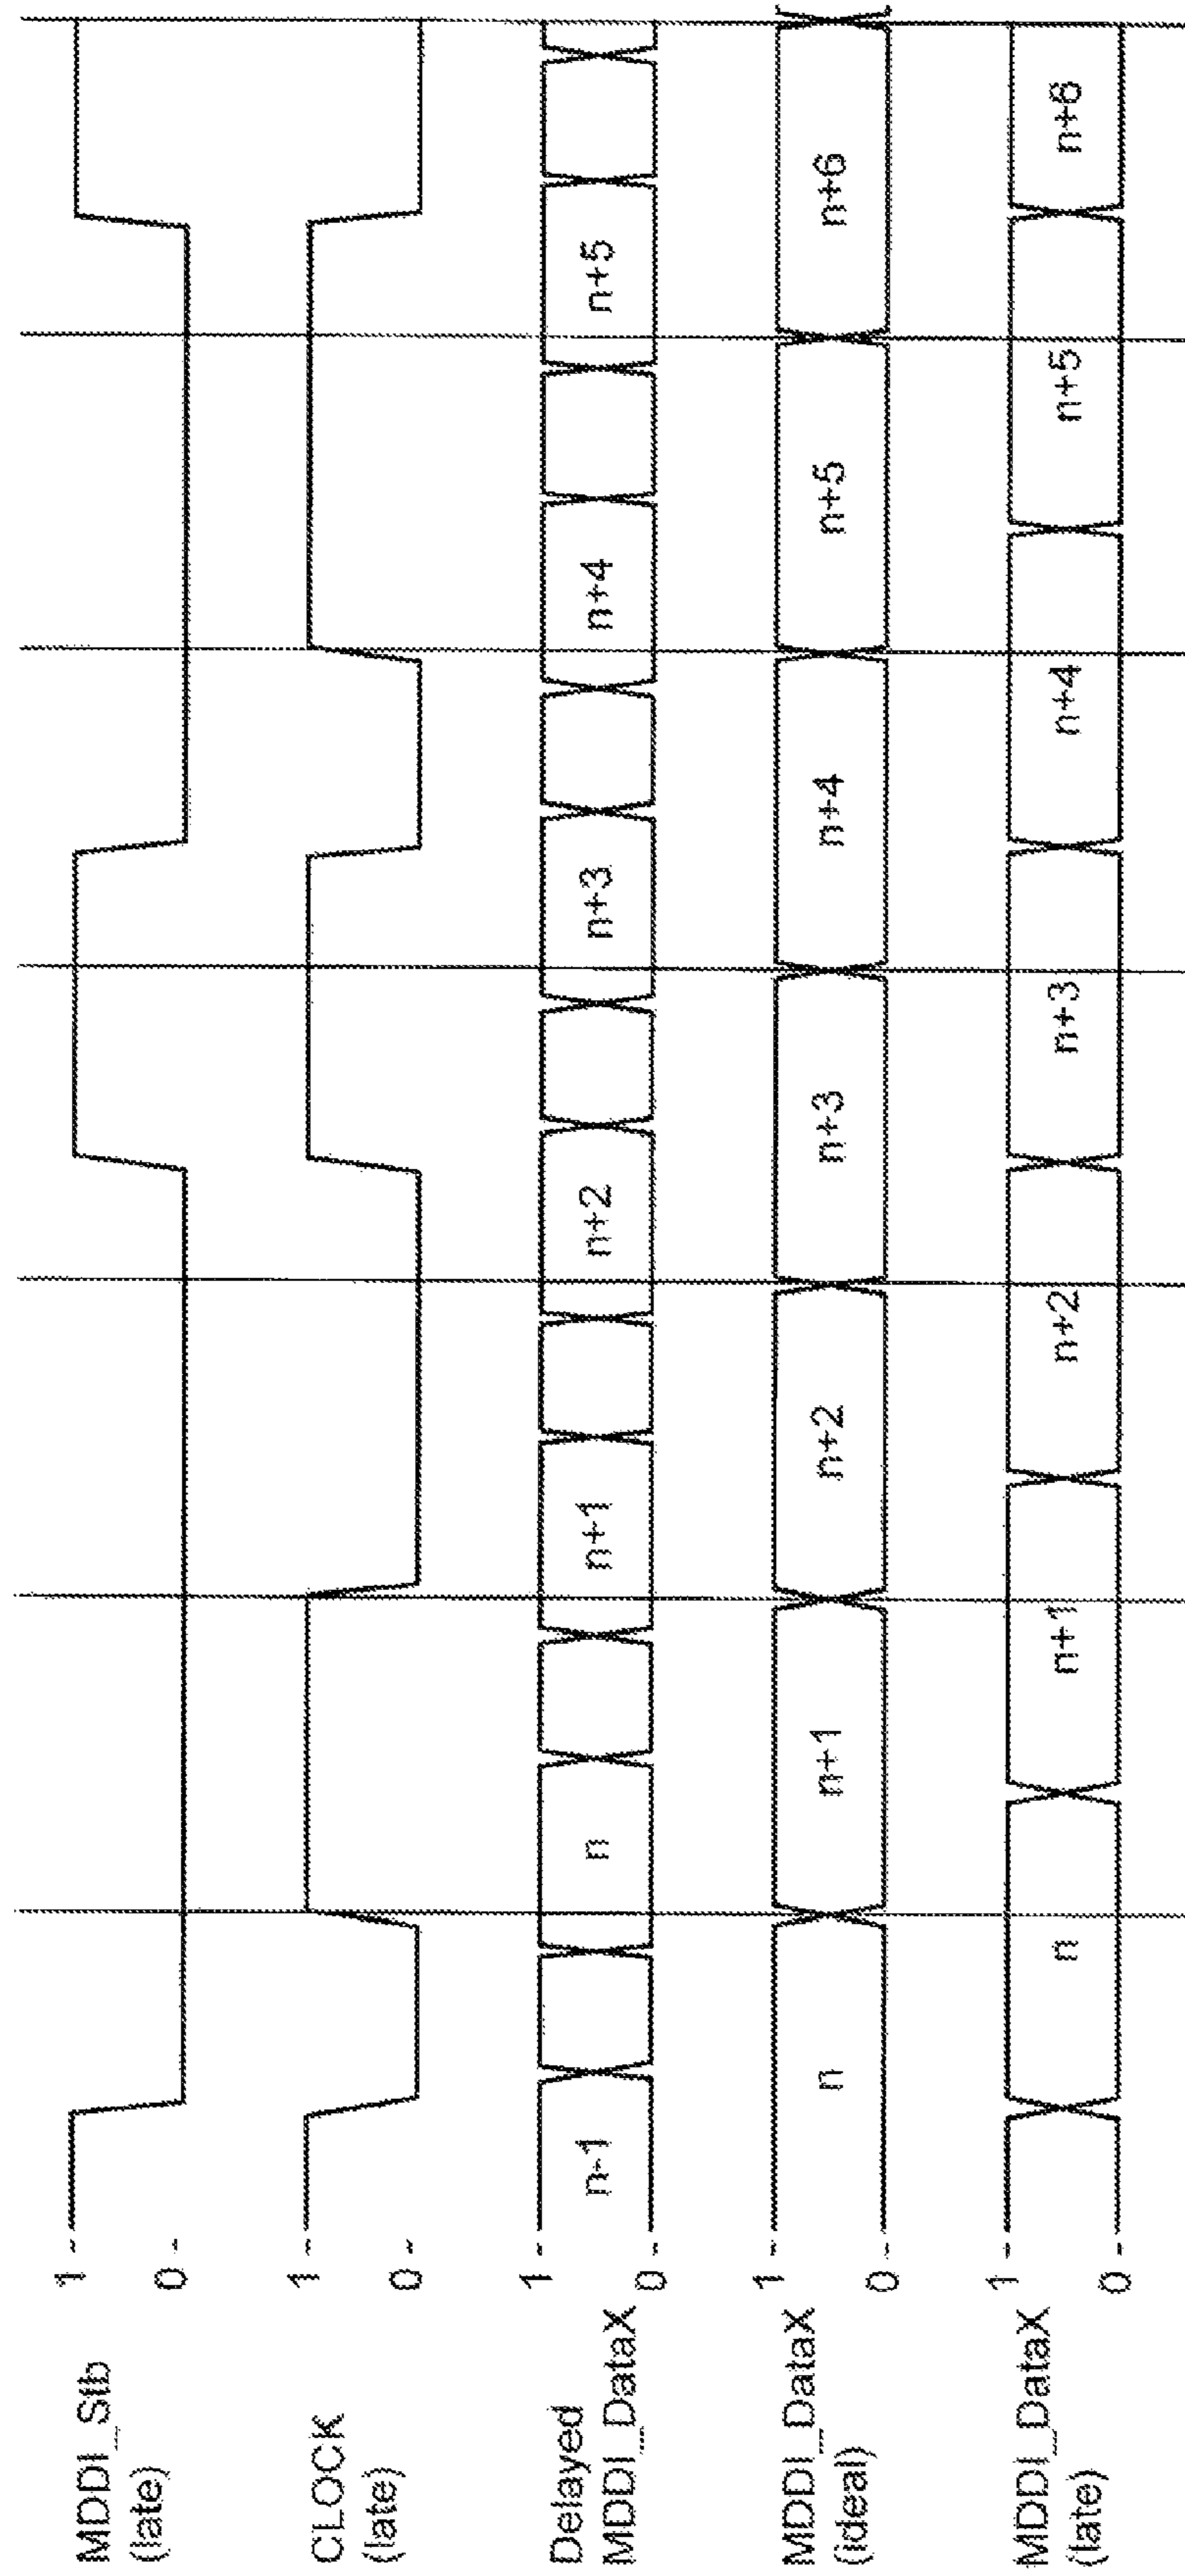 MDDI_Stb
(late)
1 -
0 -
CLOCK
(late)
1 -
0 -
Delayed
MDDI_DataX
1 -
0 -
n-1
n
n+1
n+2
n+3
n+4
n+5
MDDI_DataX
(ideal)
1 -
0 -
n
n+1
n+2
n+3
n+4
n+5
n+6
MDDI_DataX
(late)
1 -
0 -
n
n+1
n+2
n+3
n+4
n+5
n+6